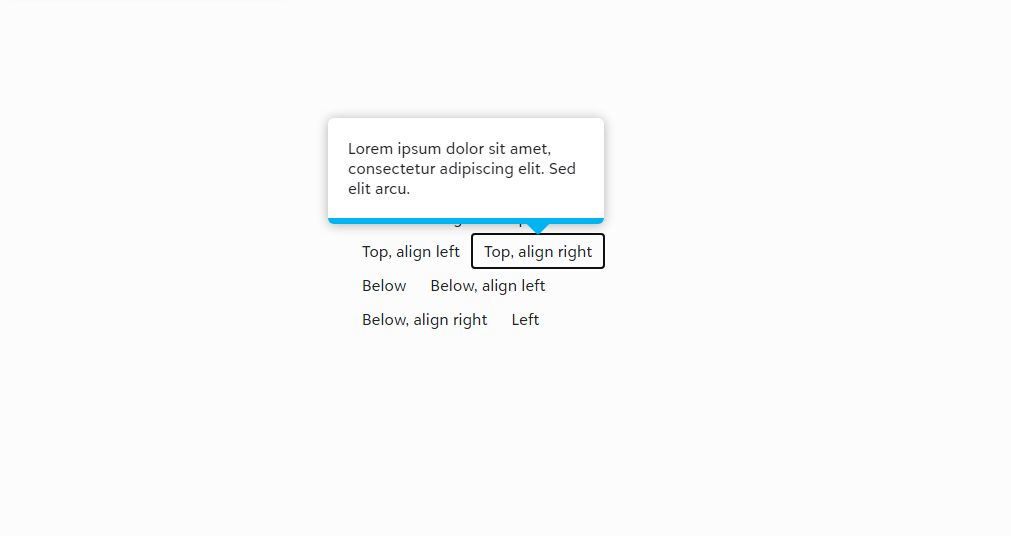 Lorem ipsum dolor sit amet,
consectetur adipiscing elit. Sed
elit arcu.
Top, align left Top, align right
Below Below, align left
Below, align right Left